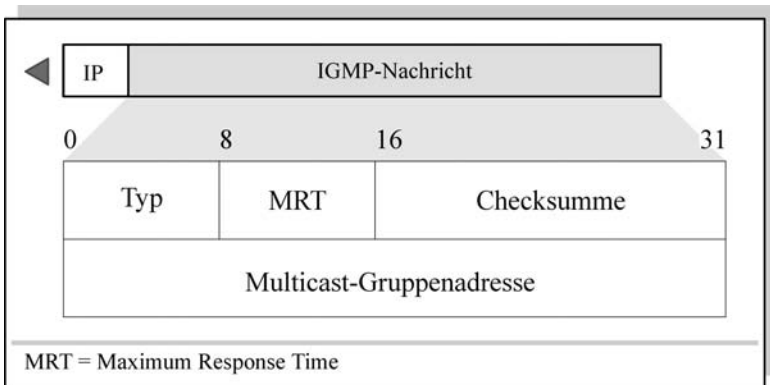 IP IGMP-Nachricht
0 8 16 31
Typ MRT Checksumme
Multicast-Gruppenadresse
MRT = Maximum Response Time